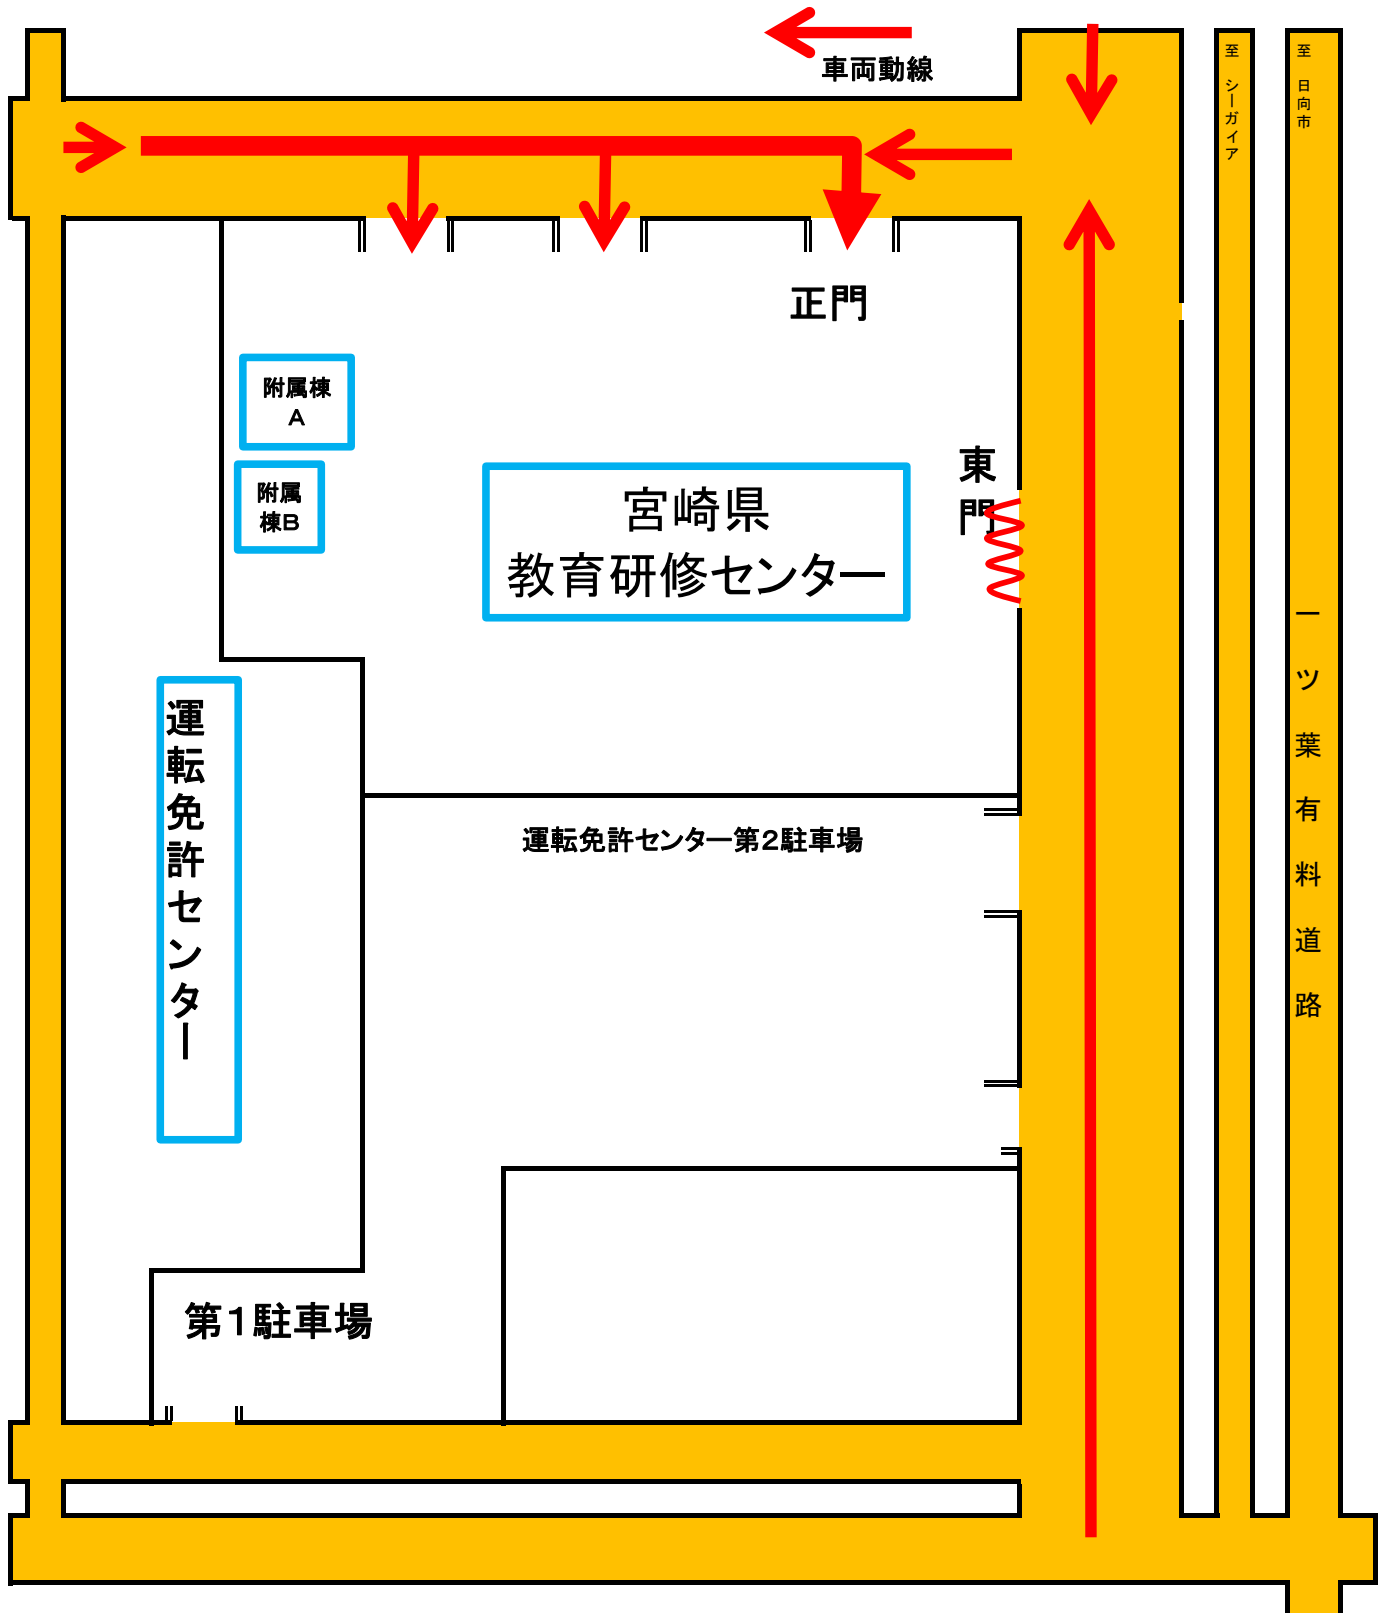 車両動線
至 シーガイア
至 日向市
正門
附属棟
A
附属
棟B
宮崎県
教育研修センター
東門
一ツ葉有料道路
運転免許センター
運転免許センター第2駐車場
第1駐車場